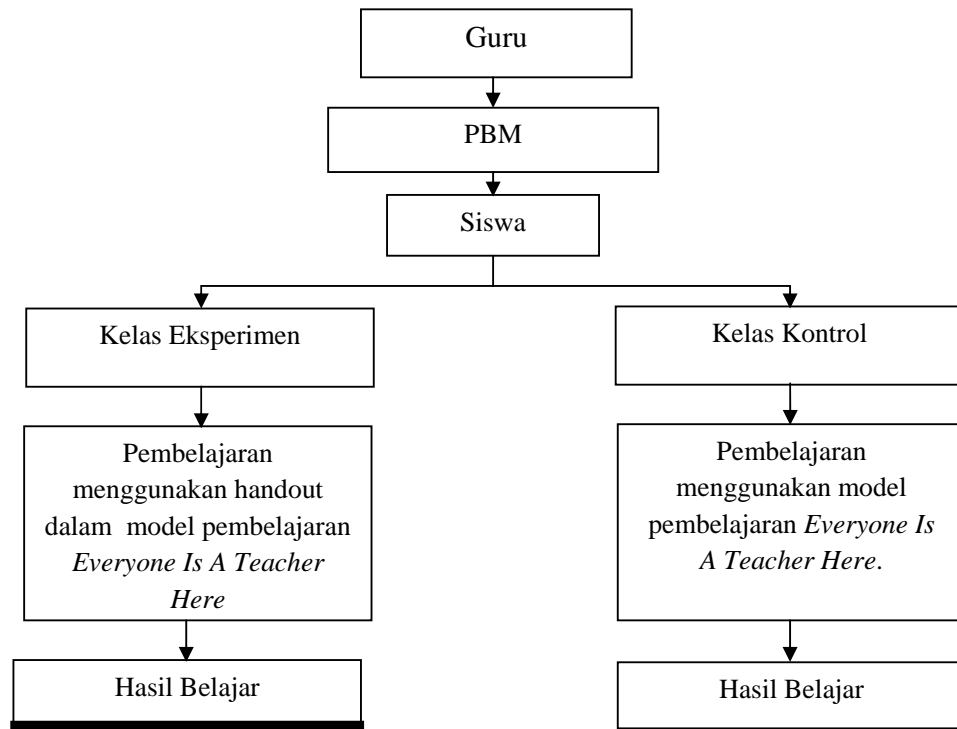 Guru
PBM
Siswa
Kelas Eksperimen
Kelas Kontrol
Pembelajaran
menggunakan handout
dalam model pembelajaran
Everyone Is A Teacher
Here
Pembelajaran
menggunakan model
pembelajaran Everyone Is
A Teacher Here.
Hasil Belajar
Hasil Belajar